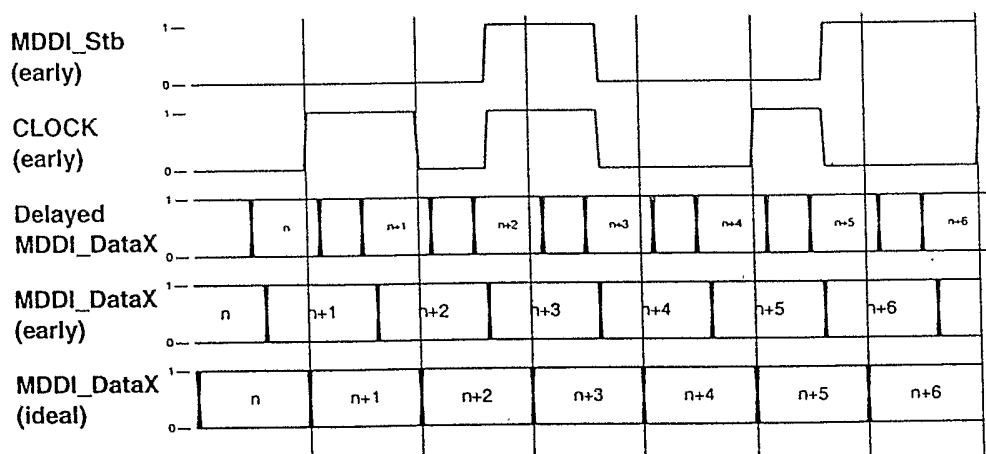 MDDI_Stb
(early)
1
0
CLOCK
(early)
1
0
Delayed
MDDI_DataX
1
0
n n+1 n+2 n+3 n+4 n+5 n+6
MDDI_DataX
(early)
1
0
n n+1 n+2 n+3 n+4 n+5 n+6
MDDI_DataX
(ideal)
1
0
n n+1 n+2 n+3 n+4 n+5 n+6